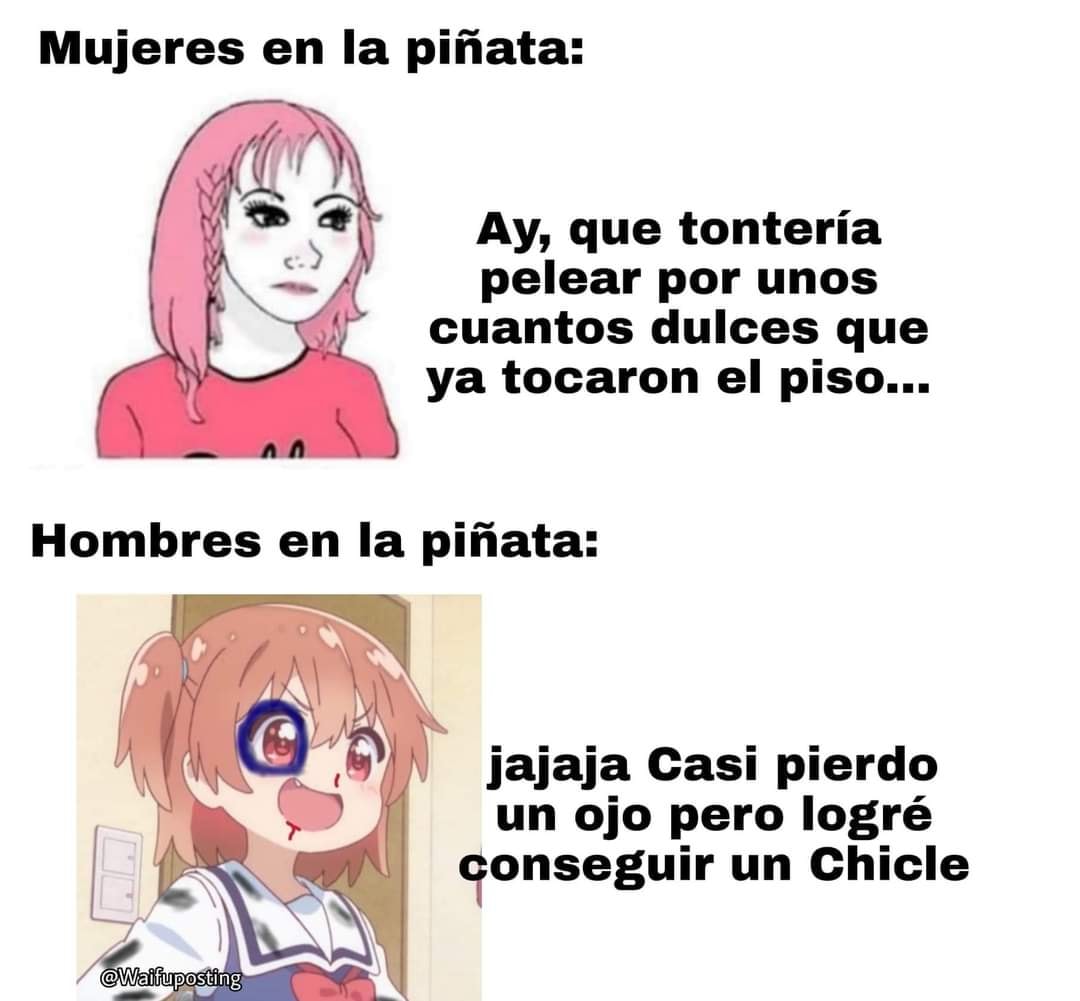 Mujeres en la piñata:
Ay, que tontería
pelear por unos
cuantos dulces que
ya tocaron el piso...
Hombres en la piñata:
jajaja Casi pierdo
un ojo pero logré
conseguir un Chicle
@Waifuposting